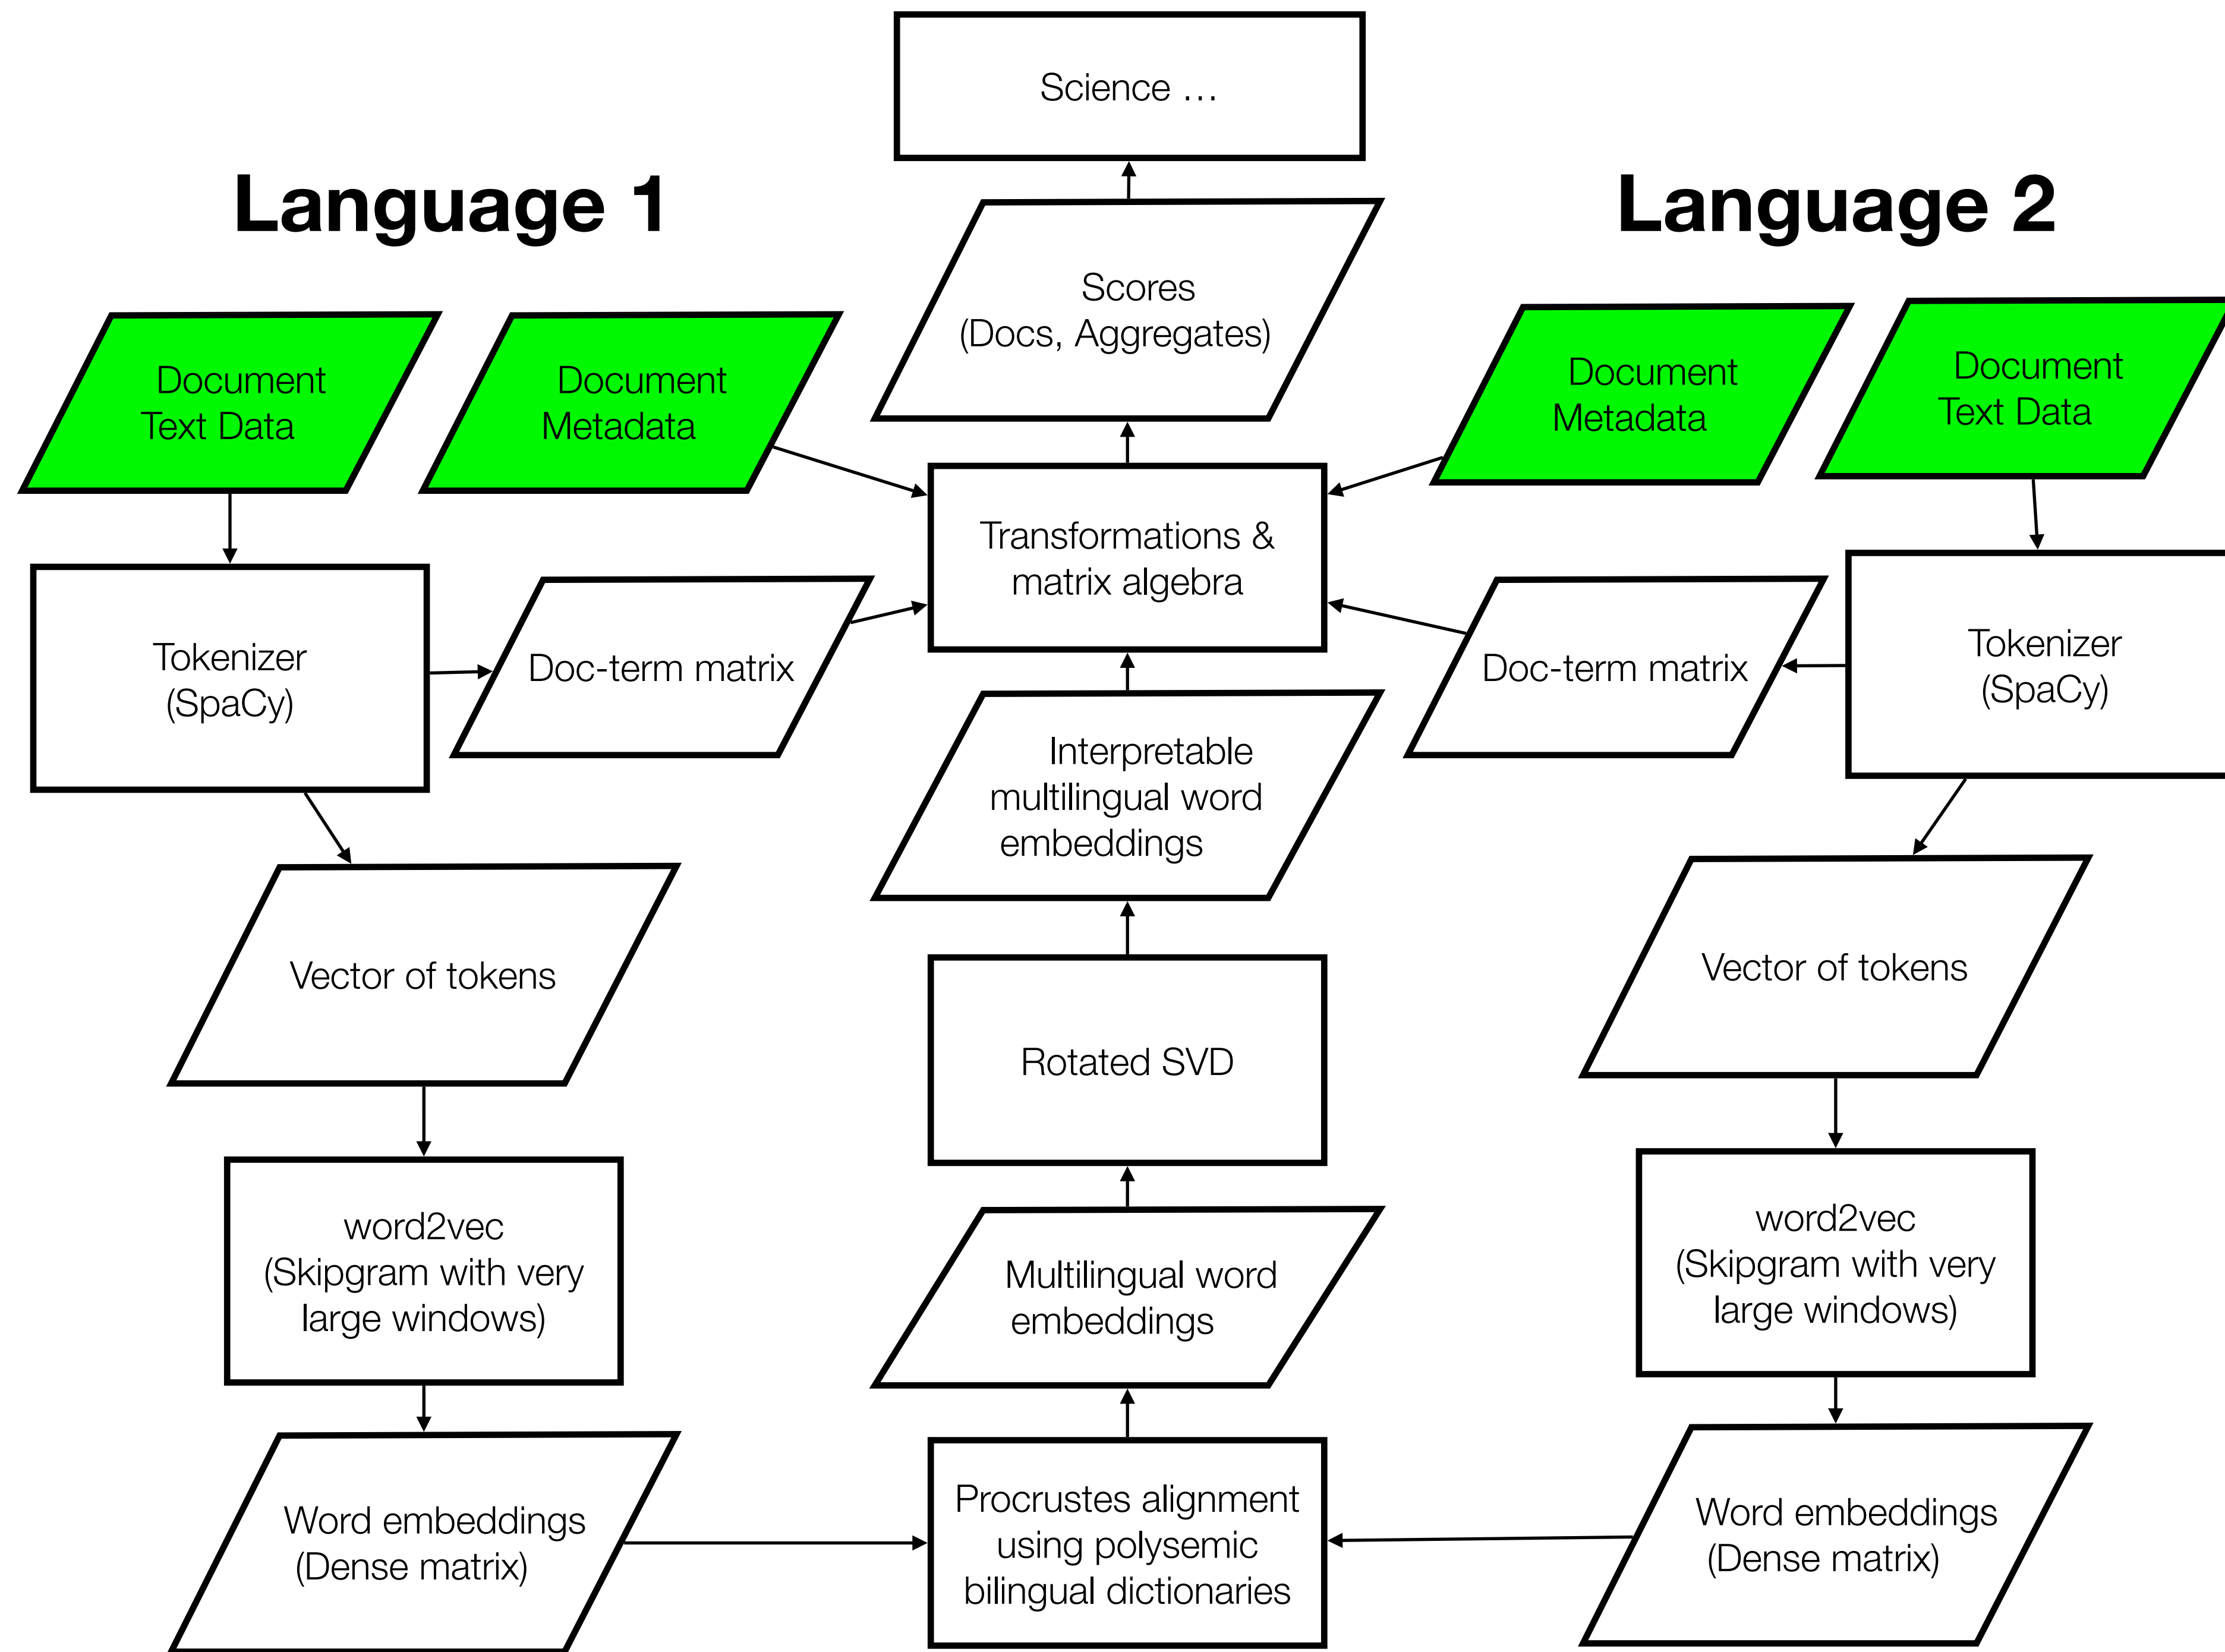 Science …
Language 1
Language 2
Scores
(Docs, Aggregates)
Document
Text Data
Document
Metadata
Document
Metadata
Document
Text Data
Transformations &
matrix algebra
Tokenizer
(SpaCy)
Doc-term matrix
Doc-term matrix
Tokenizer
(SpaCy)
Interpretable
multilingual word
embeddings
Vector of tokens
Vector of tokens
Rotated SVD
word2vec
(Skipgram with very
large windows)
Multilingual word
embeddings
word2vec
(Skipgram with very
large windows)
Word embeddings
(Dense matrix)
Procrustes alignment
using polysemic
bilingual dictionaries
Word embeddings
(Dense matrix)